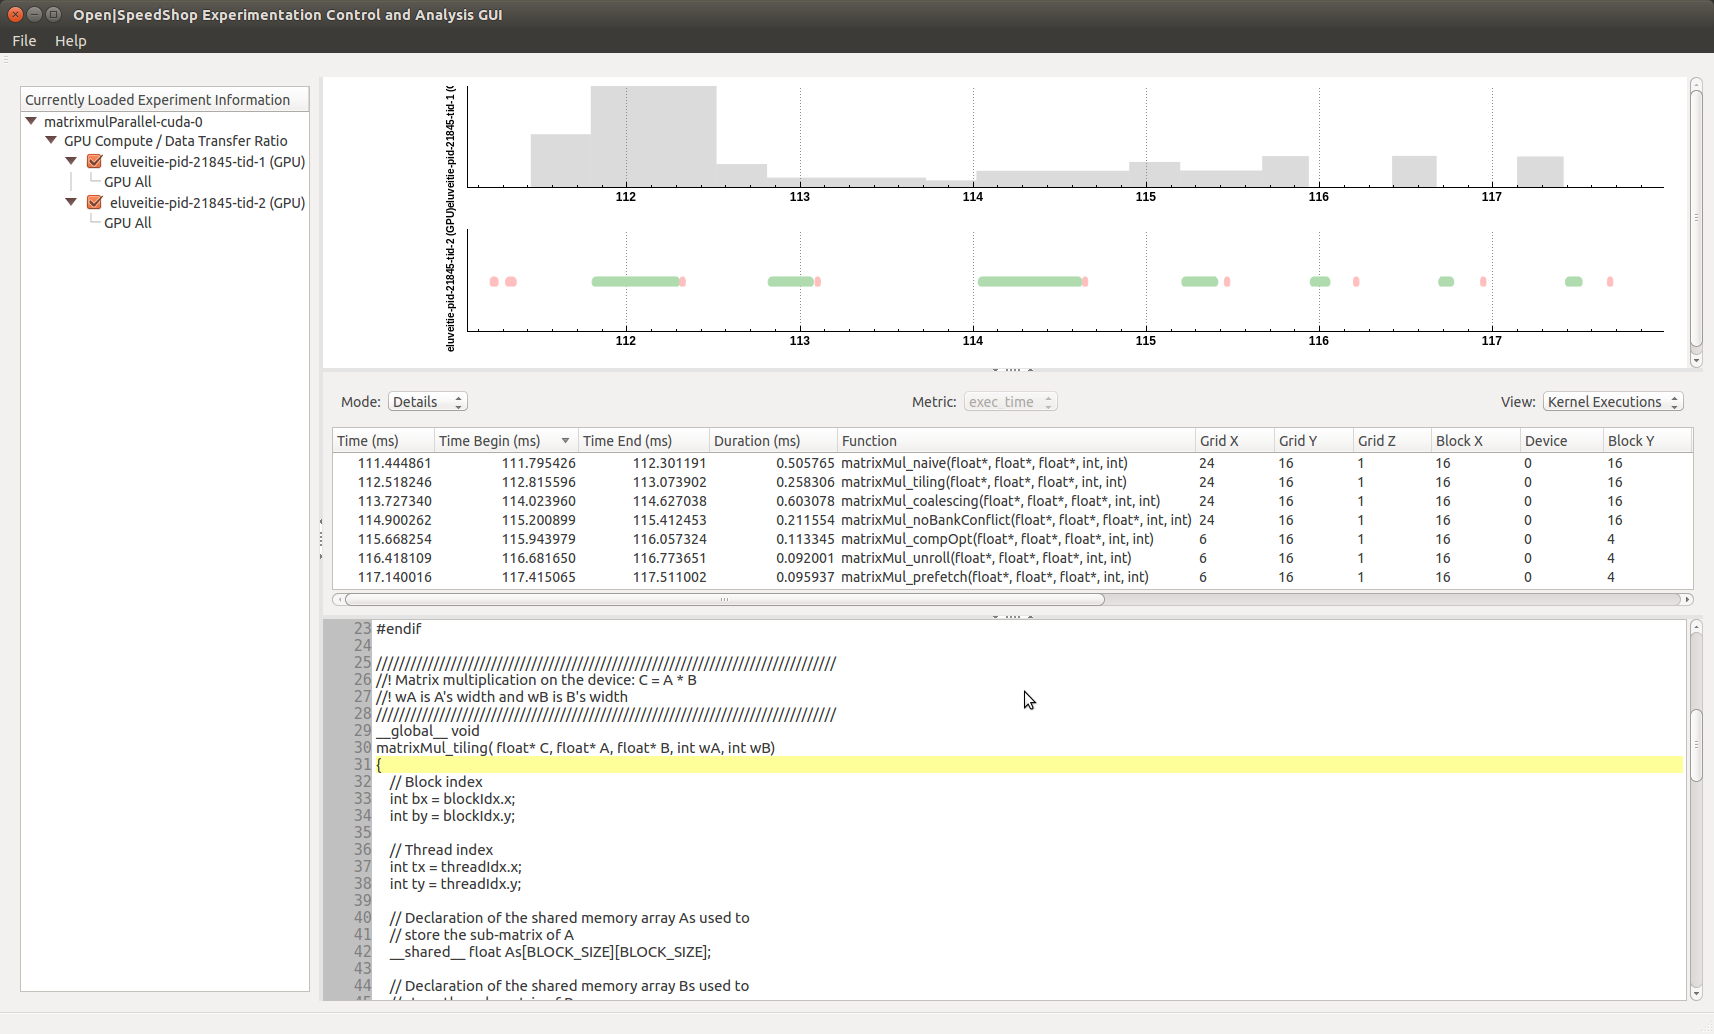 Open|SpeedShop Experimentation Control and Analysis GUI
File Help
Currently Loaded Experiment Information
matrixmulParallel-cuda-0
GPU Compute / Data Transfer Ratio
eluveitie-pid-21845-tid-1 (GPU)
GPU All
eluveitie-pid-21845-tid-2 (GPU)
GPU All
eluveitie-pid-21845-tid-1
112 113 114 115 116 117
eluveitie-pid-21845-tid-2 (GPU)
112 113 114 115 116 117
Mode: Details Metric: exec_time View: Kernel Executions
Time (ms) Time Begin (ms) Time End (ms) Duration (ms) Function Grid X Grid Y Grid Z Block X Device Block Y
111.444861 111.795426 112.301191 0.505765 matrixMul_naive(float*, float*, float*, int, int) 24 16 1 16 0 16
112.518246 112.815596 113.073902 0.258306 matrixMul_tiling(float*, float*, float*, int, int) 24 16 1 16 0 16
113.727340 114.023960 114.627038 0.603078 matrixMul_coalescing(float*, float*, float*, int, int) 24 16 1 16 0 16
114.900262 115.200899 115.412453 0.211554 matrixMul_noBankConflict(float*, float*, float*, int, int) 24 16 1 16 0 16
115.668254 115.943979 116.057324 0.113345 matrixMul_compOpt(float*, float*, float*, int, int) 6 16 1 16 0 4
116.418109 116.681650 116.773651 0.092001 matrixMul_unroll(float*, float*, float*, int, int) 6 16 1 16 0 4
117.140016 117.415065 117.511002 0.095937 matrixMul_prefetch(float*, float*, float*, int, int) 6 16 1 16 0 4
23 #endif
24
25 ////////////////////////////////////////////////////////////////////////////////
26 //! Matrix multiplication on the device: C = A * B
27 //! wA is A's width and wB is B's width
28 ////////////////////////////////////////////////////////////////////////////////
29 __global__ void
30 matrixMul_tiling( float* C, float* A, float* B, int wA, int wB)
31 {
32 // Block index
33 int bx = blockIdx.x;
34 int by = blockIdx.y;
35
36 // Thread index
37 int tx = threadIdx.x;
38 int ty = threadIdx.y;
39
40 // Declaration of the shared memory array As used to
41 // store the sub-matrix of A
42 __shared__ float As[BLOCK_SIZE][BLOCK_SIZE];
43
44 // Declaration of the shared memory array Bs used to